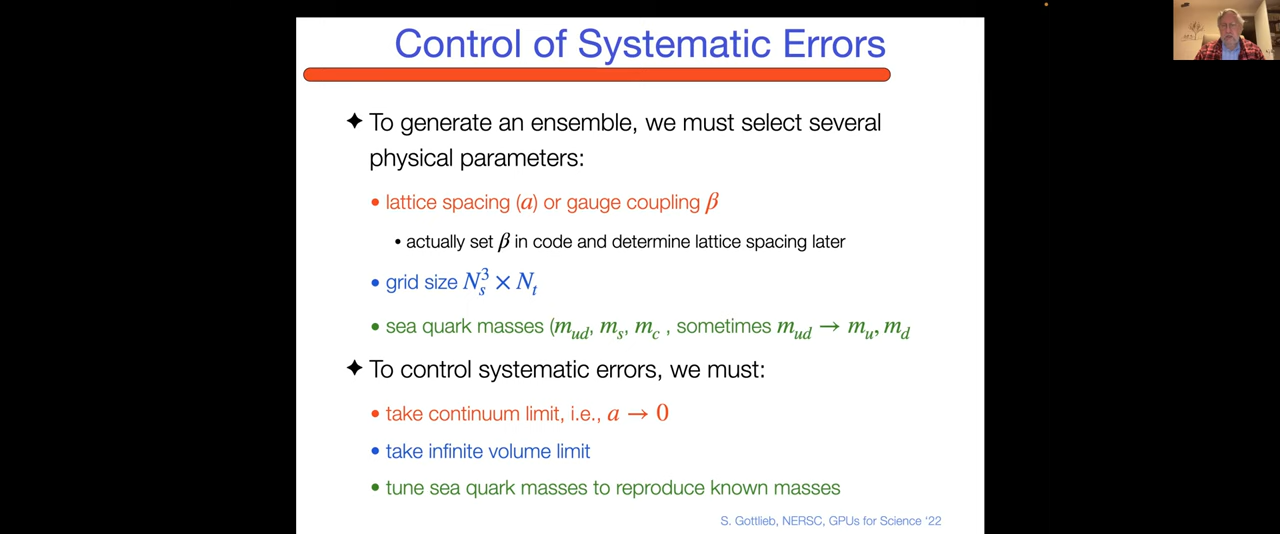 Control of Systematic Errors
✦ To generate an ensemble, we must select several
physical parameters:
• lattice spacing (a) or gauge coupling β
• actually set β in code and determine lattice spacing later
• grid size N_s^3 × N_t
• sea quark masses (m_ud, m_s, m_c , sometimes m_ud → m_u, m_d
✦ To control systematic errors, we must:
• take continuum limit, i.e., a → 0
• take infinite volume limit
• tune sea quark masses to reproduce known masses
S. Gottlieb, NERSC, GPUs for Science ‘22